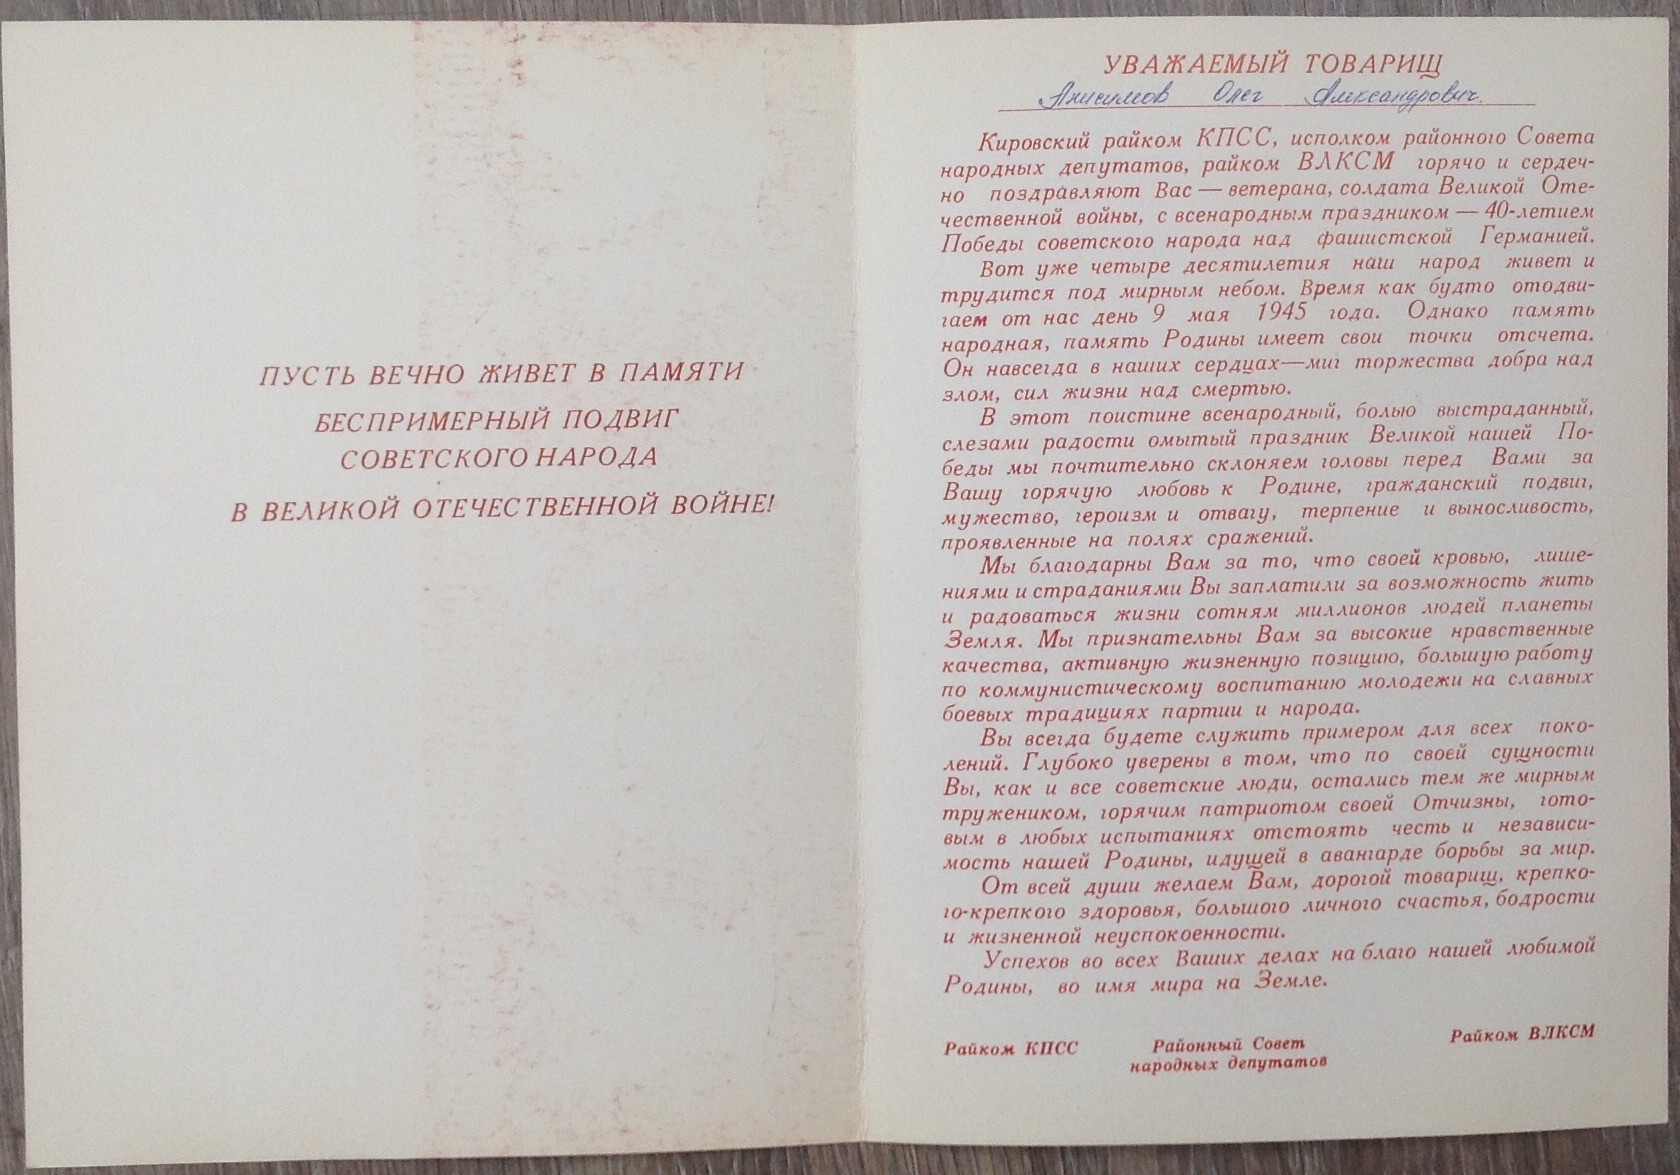 ПУСТЬ ВЕЧНО ЖИВЕТ В ПАМЯТИ
БЕСПРИМЕРНЫЙ ПОДВИГ
СОВЕТСКОГО НАРОДА
В ВЕЛИКОЙ ОТЕЧЕСТВЕННОЙ ВОЙНЕ!
УВАЖАЕМЫЙ ТОВАРИЩ
Анисимов Олег Александрович.
Кировский райком КПСС, исполком районного Совета
народных депутатов, райком ВЛКСМ горячо и сердеч-
но поздравляют Вас — ветерана, солдата Великой Оте-
чественной войны, с всенародным праздником — 40-летием
Победы советского народа над фашистской Германией.
Вот уже четыре десятилетия наш народ живет и
трудится под мирным небом. Время как будто отодви-
гаем от нас день 9 мая 1945 года. Однако память
народная, память Родины имеет свои точки отсчета.
Он навсегда в наших сердцах—миг торжества добра над
злом, сил жизни над смертью.
В этот поистине всенародный, болью выстраданный,
слезами радости омытый праздник Великой нашей По-
беды мы почтительно склоняем головы перед Вами за
Вашу горячую любовь к Родине, гражданский подвиг,
мужество, героизм и отвагу, терпение и выносливость,
проявленные на полях сражений.
Мы благодарны Вам за то, что своей кровью, лише-
ниями и страданиями Вы заплатили за возможность жить
и радоваться жизни сотням миллионов людей планеты
Земля. Мы признательны Вам за высокие нравственные
качества, активную жизненную позицию, большую работу
по коммунистическому воспитанию молодежи на славных
боевых традициях партии и народа.
Вы всегда будете служить примером для всех поко-
лений. Глубоко уверены в том, что по своей сущности
Вы, как и все советские люди, остались тем же мирным
тружеником, горячим патриотом своей Отчизны, гото-
вым в любых испытаниях отстоять честь и независи-
мость нашей Родины, идущей в авангарде борьбы за мир.
От всей души желаем Вам, дорогой товарищ, крепко-
го-крепкого здоровья, большого личного счастья, бодрости
и жизненной неуспокоенности.
Успехов во всех Ваших делах на благо нашей любимой
Родины, во имя мира на Земле.
Райком КПСС
Районный Совет
народных депутатов
Райком ВЛКСМ